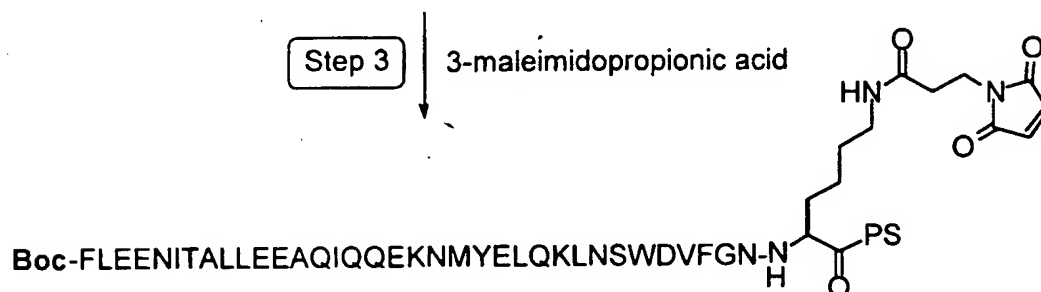 O
O
Step 3
3-maleimidopropionic acid
HN
N
O
PS
Boc-FLEENITALLEEAQIQQEKNMYELQKLNSWDVFGN-N
H
O